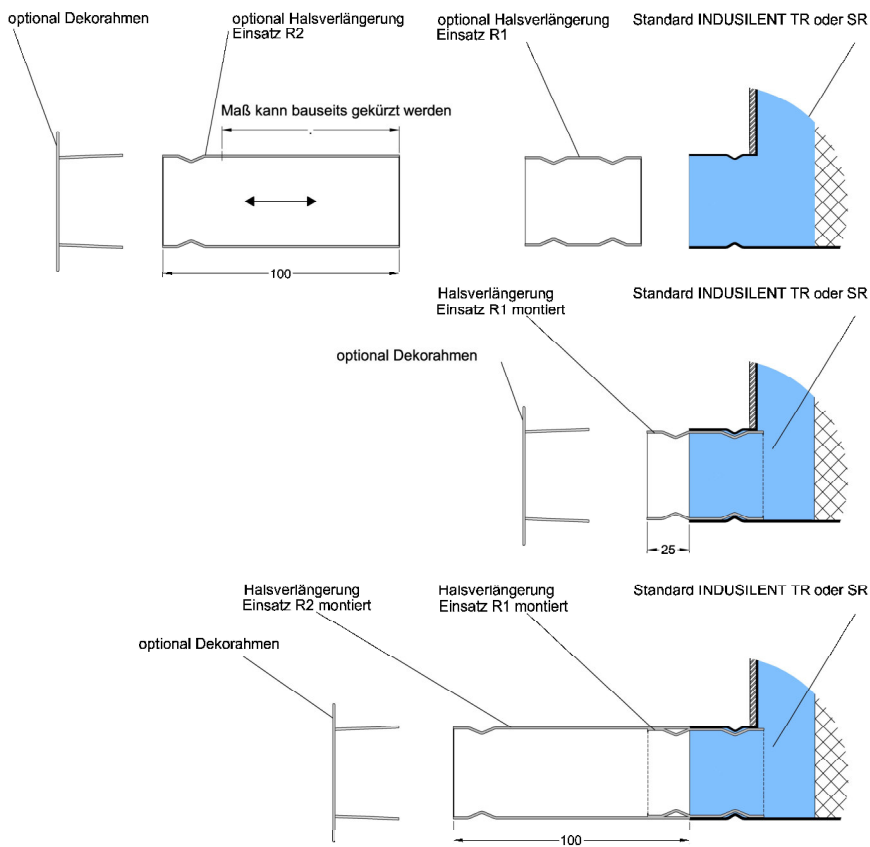 optional Dekorahmen
optional Halsverlängerung
Einsatz R2
optional Halsverlängerung
Einsatz R1
Standard INDUSILENT TR oder SR
Maß kann bauseits gekürzt werden
100
Halsverlängerung
Einsatz R1 montiert
Standard INDUSILENT TR oder SR
optional Dekorahmen
25
Halsverlängerung
Einsatz R2 montiert
Halsverlängerung
Einsatz R1 montiert
Standard INDUSILENT TR oder SR
optional Dekorahmen
100